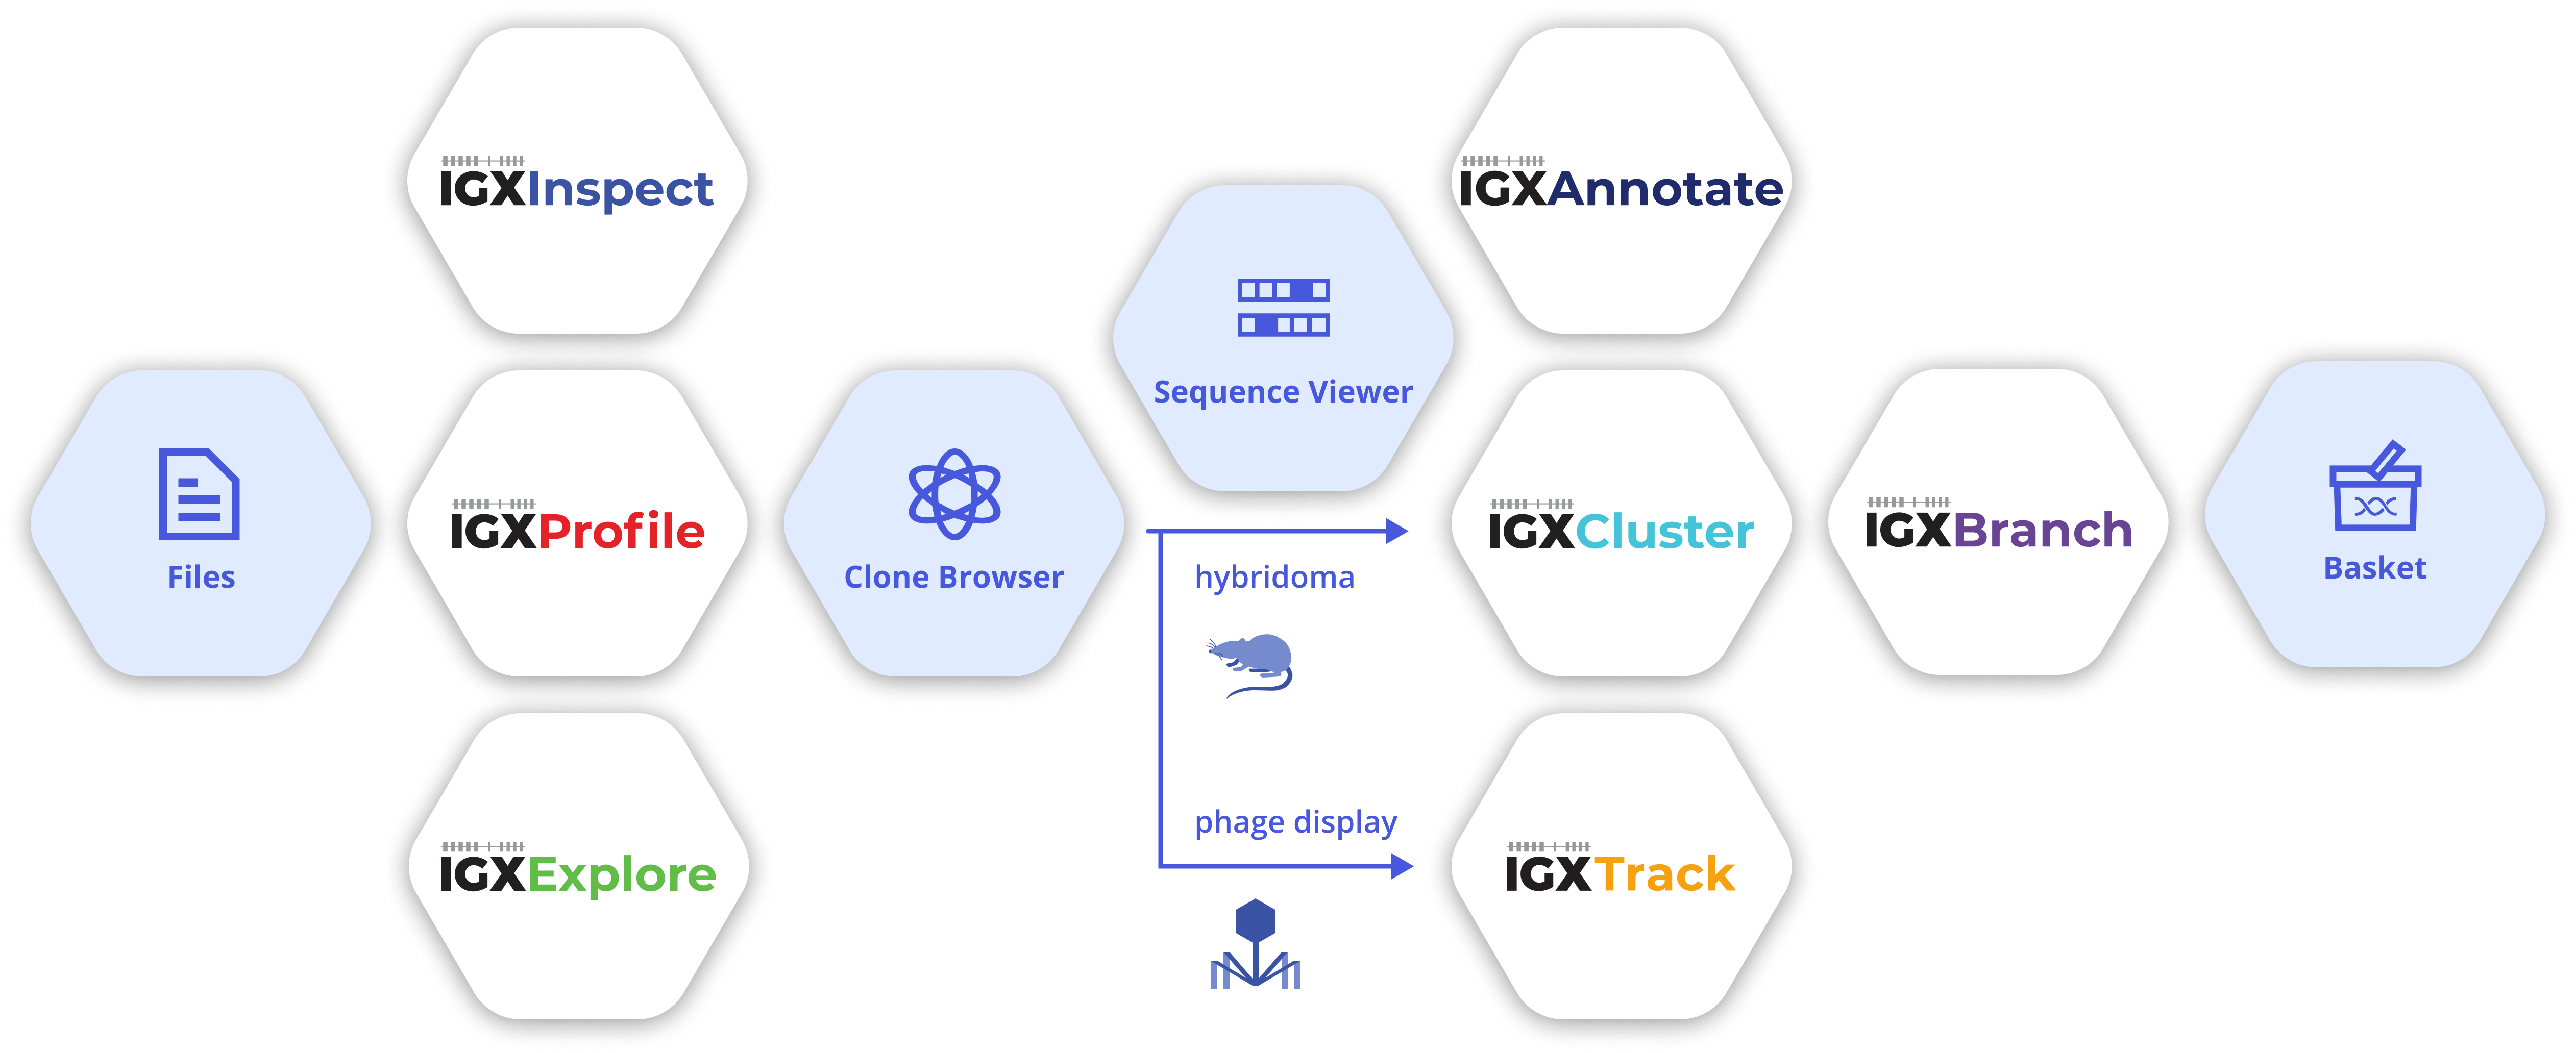 IGXInspect
IGXAnnotate
Sequence Viewer
Files
IGXProfile
Clone Browser
hybridoma
IGXCluster
IGXBranch
Basket
phage display
IGXExplore
IGXTrack